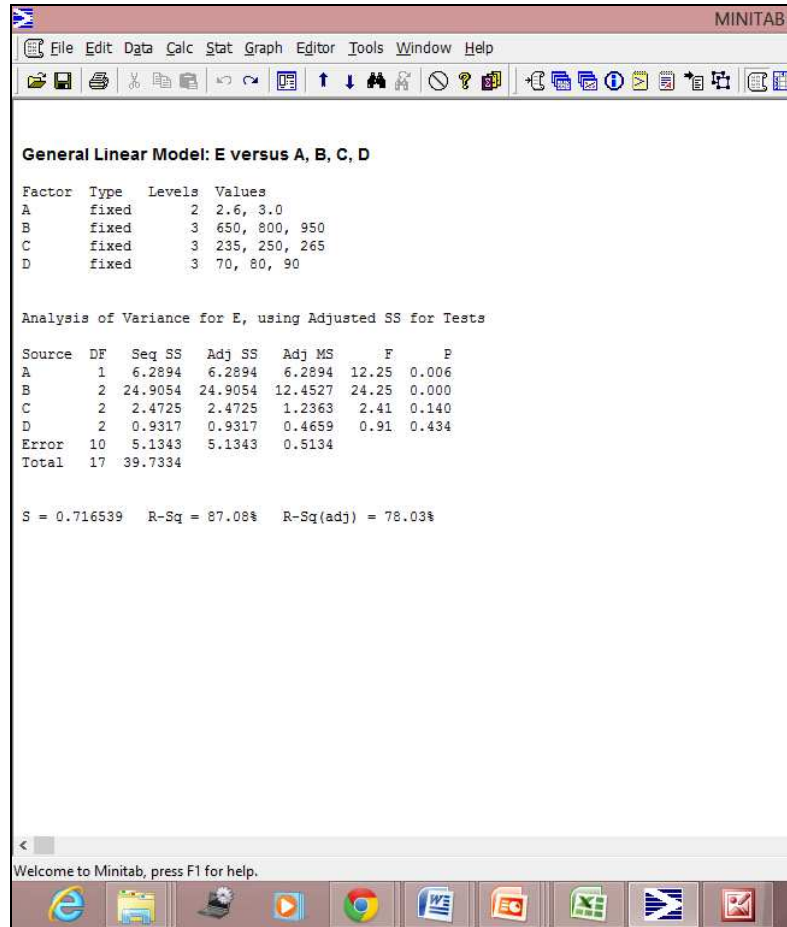 MINITAB
File Edit Data Calc Stat Graph Editor Tools Window Help
General Linear Model: E versus A, B, C, D
Factor Type Levels Values
A fixed 2 2.6, 3.0
B fixed 3 650, 800, 950
C fixed 3 235, 250, 265
D fixed 3 70, 80, 90
Analysis of Variance for E, using Adjusted SS for Tests
Source DF Seq SS Adj SS Adj MS F P
A 1 6.2894 6.2894 6.2894 12.25 0.006
B 2 24.9054 24.9054 12.4527 24.25 0.000
C 2 2.4725 2.4725 1.2363 2.41 0.140
D 2 0.9317 0.9317 0.4659 0.91 0.434
Error 10 5.1343 5.1343 0.5134
Total 17 39.7334
S = 0.716539 R-Sq = 87.08% R-Sq(adj) = 78.03%
Welcome to Minitab, press F1 for help.